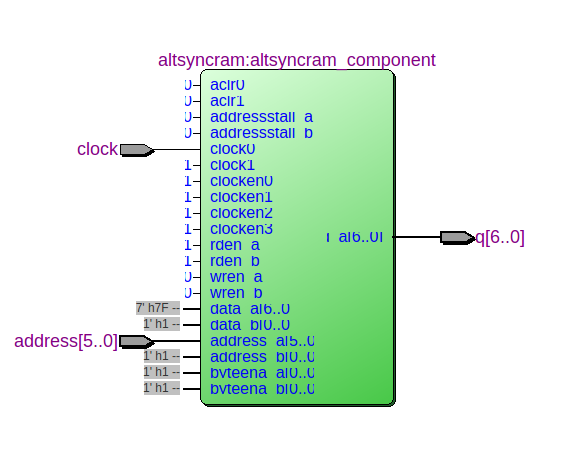 altsyncram:altsyncram_component
0 aclr0
0 aclr1
0 addressstall_a
0 addressstall_b
clock clock0
1 clock1
1 clocken0
1 clocken1
1 clocken2
1 clocken3
1 rden_a
1 rden_b
0 wren_a
0 wren_b
q_a[6..0] q[6..0]
7' h7F -- data_a[6..0]
1' h1 -- data_b[0..0]
address[5..0] address_a[5..0]
1' h1 -- address_b[0..0]
1' h1 -- byteena_a[0..0]
1' h1 -- byteena_b[0..0]